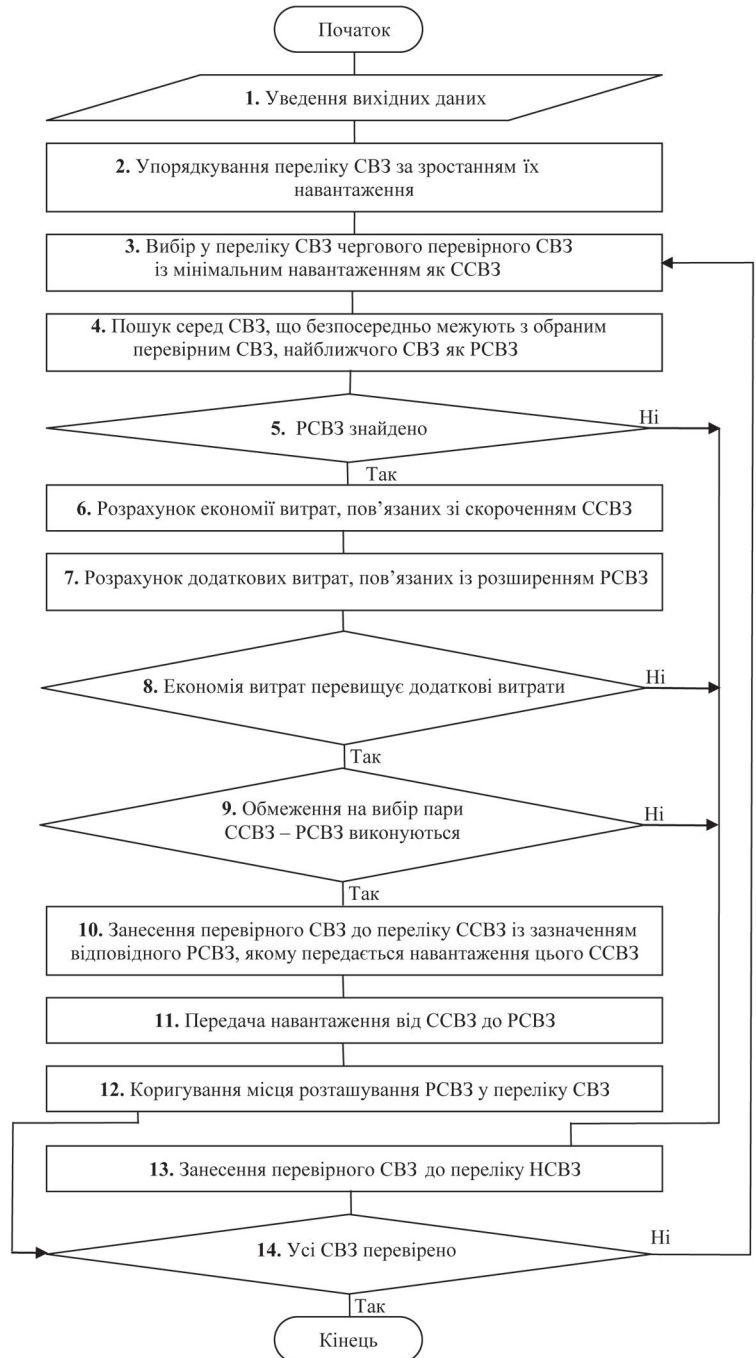 Початок
1. Уведення вихідних даних
2. Упорядкування переліку СВЗ за зростанням їх
навантаження
3. Вибір у переліку СВЗ чергового перевірного СВЗ
із мінімальним навантаженням як ССВЗ
4. Пошук серед СВЗ, що безпосередньо межують з обраним
перевірним СВЗ, найближчого СВЗ як РСВЗ
5. РСВЗ знайдено
Ні
Так
6. Розрахунок економії витрат, пов’язаних зі скороченням ССВЗ
7. Розрахунок додаткових витрат, пов’язаних із розширенням РСВЗ
8. Економія витрат перевищує додаткові витрати
Ні
Так
9. Обмеження на вибір пари
ССВЗ – РСВЗ виконуються
Ні
Так
10. Занесення перевірного СВЗ до переліку ССВЗ із зазначенням
відповідного РСВЗ, якому передається навантаження цього ССВЗ
11. Передача навантаження від ССВЗ до РСВЗ
12. Коригування місця розташування РСВЗ у переліку СВЗ
13. Занесення перевірного СВЗ до переліку НСВЗ
14. Усі СВЗ перевірено
Ні
Так
Кінець